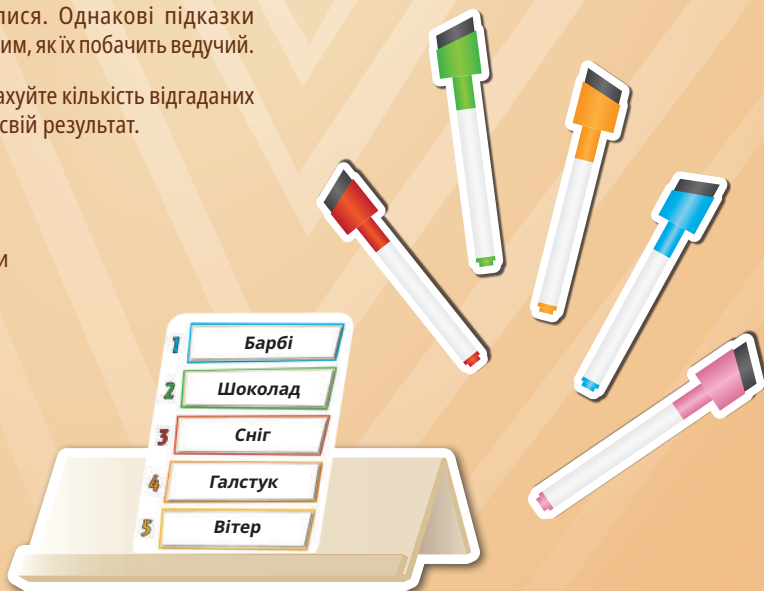 лися. Однакові підказки
им, як їх побачить ведучий.
ахуйте кількість відгаданих
свій результат.
и
1 Барбі
2 Шоколад
3 Сніг
4 Галстук
5 Вітер